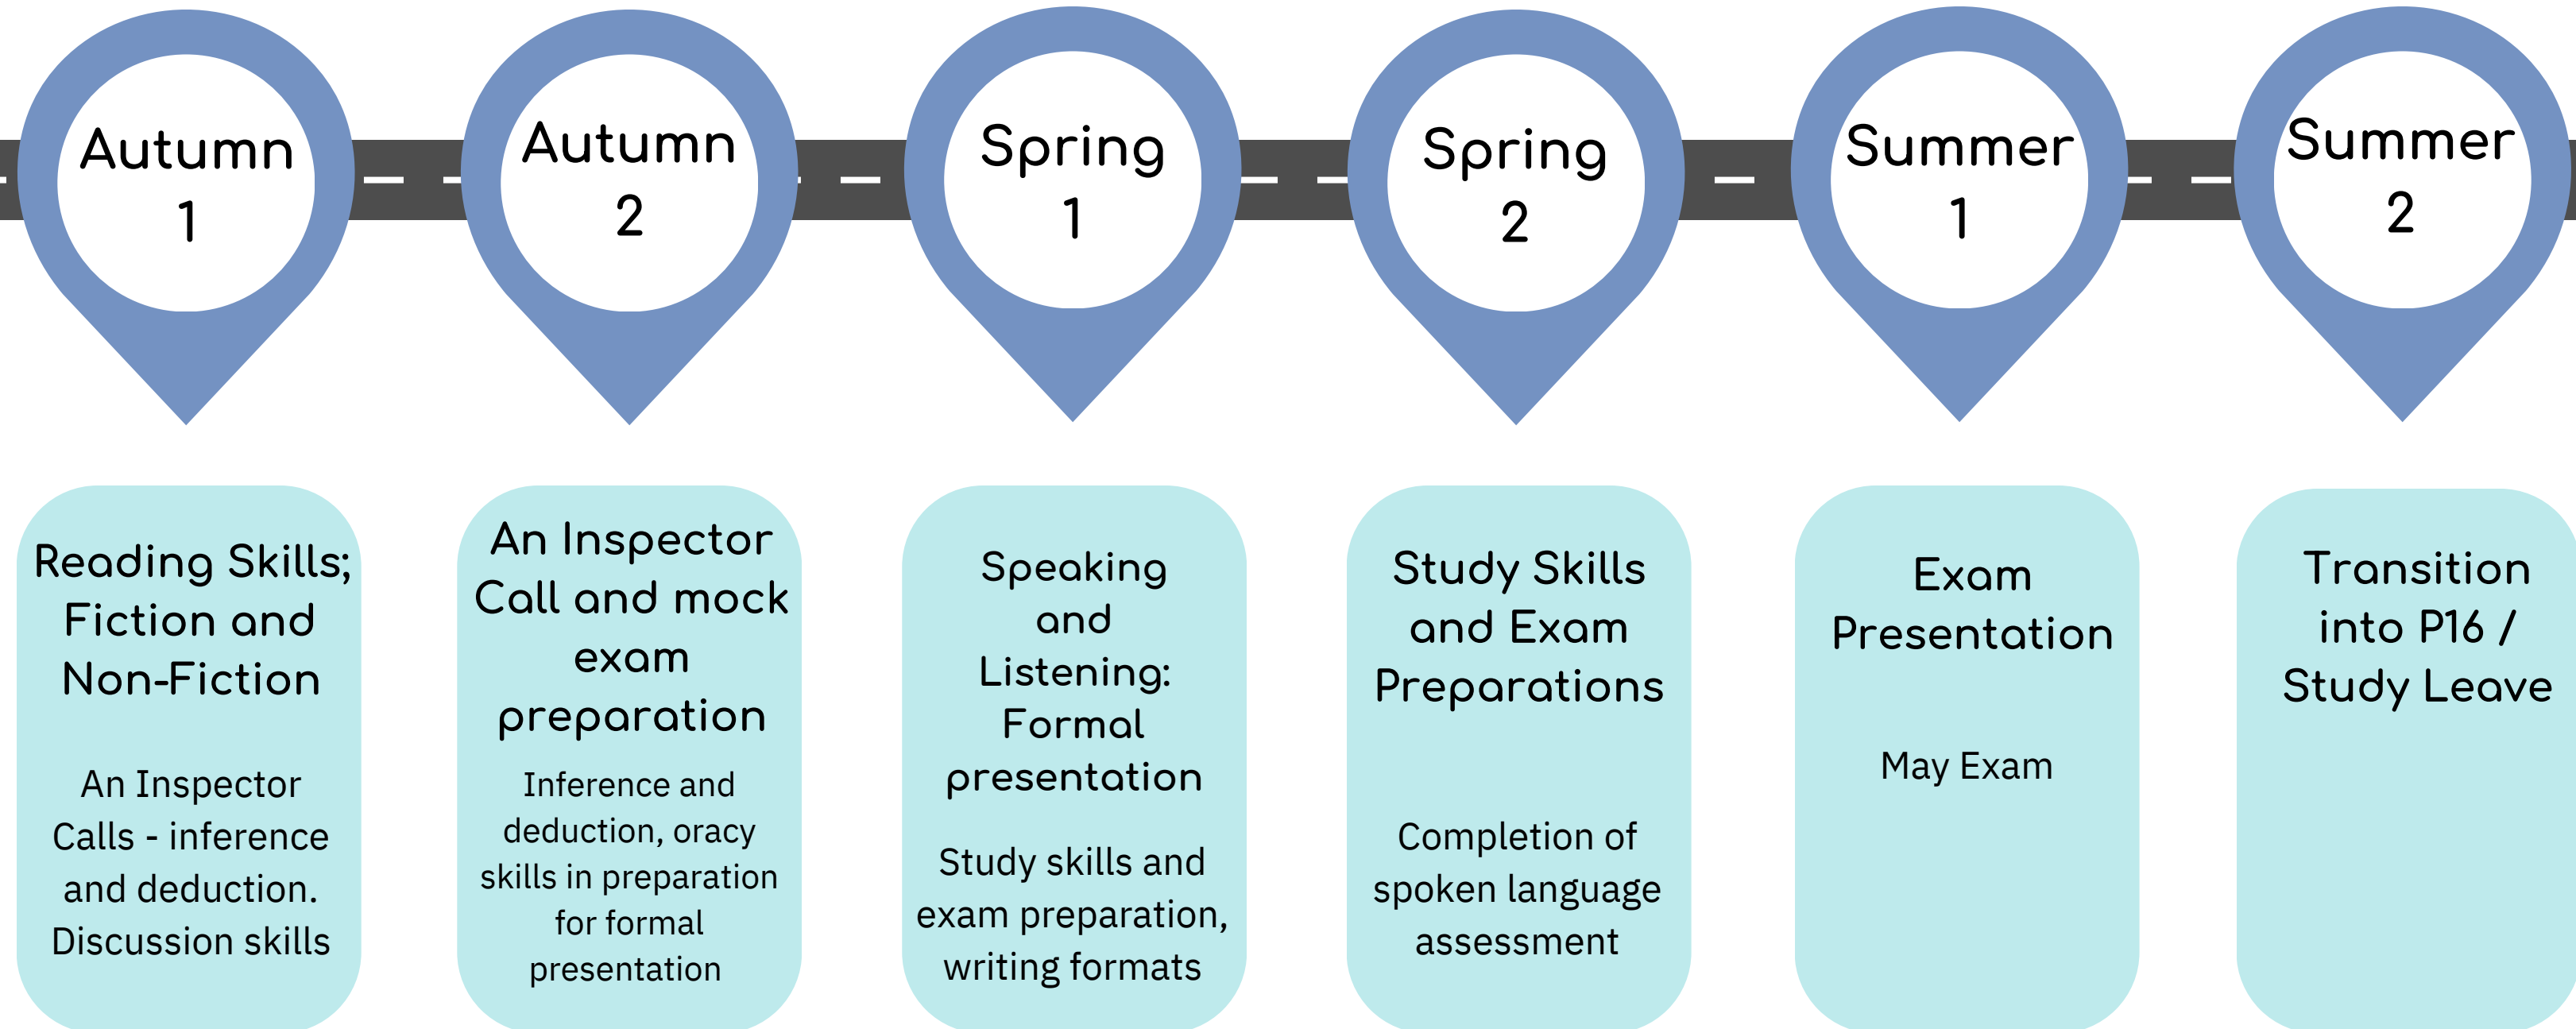 Autumn
1
Autumn
2
Spring
1
Spring
2
Summer
1
Summer
2
Reading Skills;
Fiction and
Non-Fiction
An Inspector
Calls - inference
and deduction.
Discussion skills
An Inspector
Call and mock
exam
preparation
Inference and
deduction, oracy
skills in preparation
for formal
presentation
Speaking
and
Listening:
Formal
presentation
Study skills and
exam preparation,
writing formats
Study Skills
and Exam
Preparations
Completion of
spoken language
assessment
Exam
Presentation
May Exam
Transition
into P16 /
Study Leave